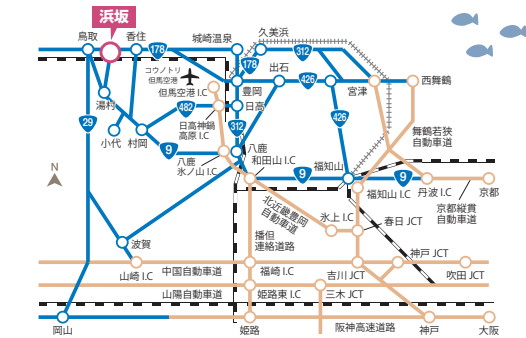 浜坂
鳥取
香住
178
城崎温泉
久美浜
312
178
出石
426
コウノトリ
但馬空港
但馬空港 I.C
豊岡
宮津
西舞鶴
湯村
482
日高
29
312
426
日高神鍋
高原 I.C
小代
村岡
9
八鹿
舞鶴若狭
自動車道
八鹿
氷ノ山 I.C
和田山 I.C
福知山
9
9
N
福知山 I.C
丹波 I.C
京都
北近畿豊岡
自動車道
氷上 I.C
春日 JCT
京都縦貫
自動車道
波賀
播但
連絡道路
神戸 JCT
山崎 I.C
中国自動車道
福崎 I.C
吉川 JCT
吹田 JCT
山陽自動車道
姫路東 I.C
三木 JCT
岡山
姫路
阪神高速道路
神戸
大阪